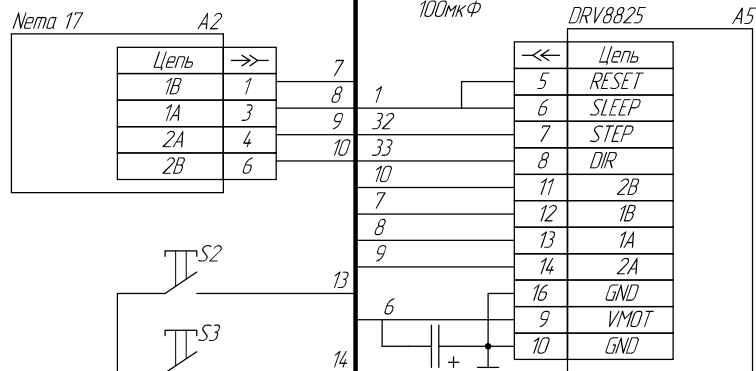 100мкФ
Nema 17 A2
Цепь
1B 1 7
1A 3 8
2A 4 9
2B 6 10
DRV8825 A5
Цепь
5 RESET
1 6 SLEEP
32 7 STEP
33 8 DIR
10 11 2B
7 12 1B
8 13 1A
9 14 2A
16 GND
6 9 VMOT
10 GND
+
S2
13
S3
14